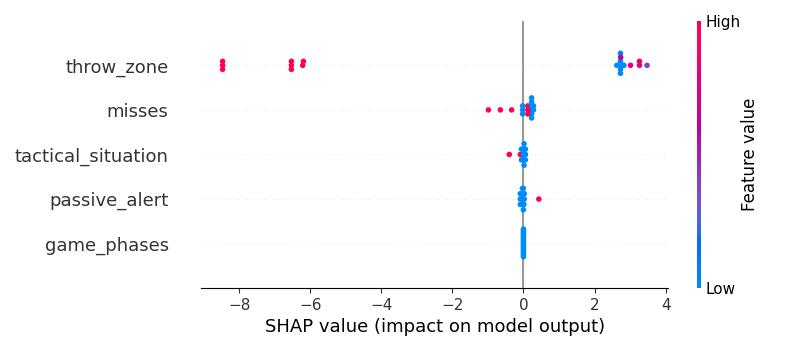 High
throw_zone
misses
tactical_situation
passive_alert
game_phases
Feature value
Low
−8 −6 −4 −2 0 2 4
SHAP value (impact on model output)